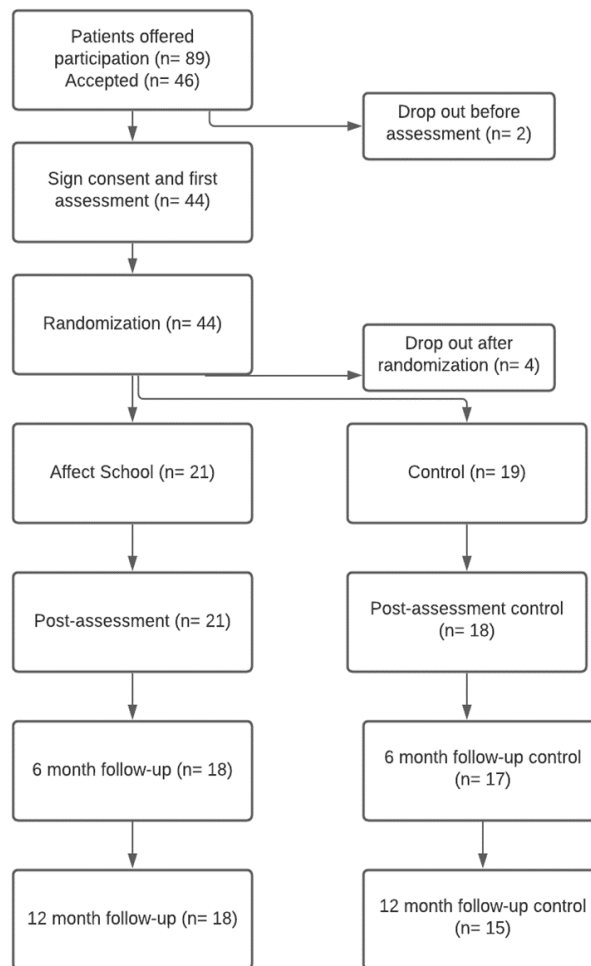 Patients offered
participation (n= 89)
Accepted (n= 46)
Drop out before
assessment (n= 2)
Sign consent and first
assessment (n= 44)
Randomization (n= 44)
Drop out after
randomization (n= 4)
Affect School (n= 21)
Control (n= 19)
Post-assessment (n= 21)
Post-assessment control
(n= 18)
6 month follow-up (n= 18)
6 month follow-up control
(n= 17)
12 month follow-up (n= 18)
12 month follow-up control
(n= 15)